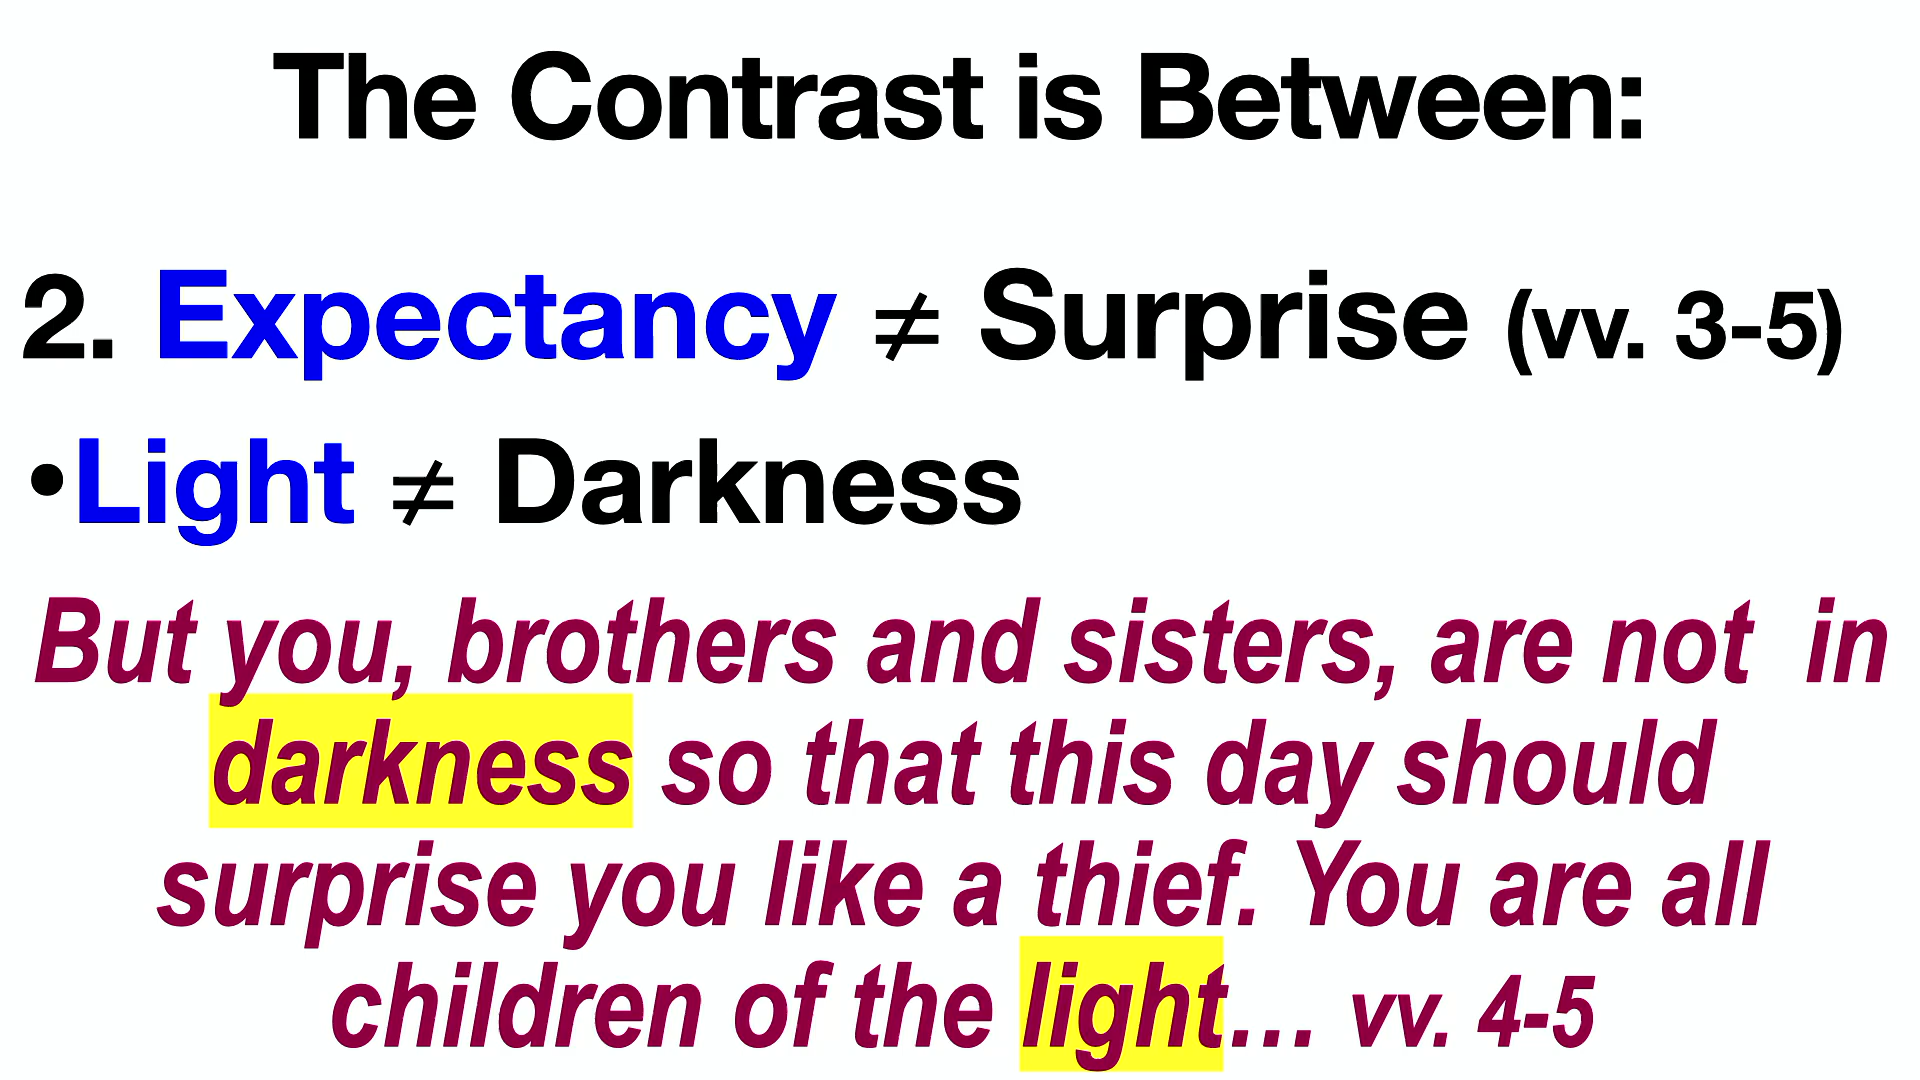 The Contrast is Between:
2. Expectancy ≠ Surprise (vv. 3-5)
•Light ≠ Darkness
But you, brothers and sisters, are not in
darkness so that this day should
surprise you like a thief. You are all
children of the light… vv. 4-5